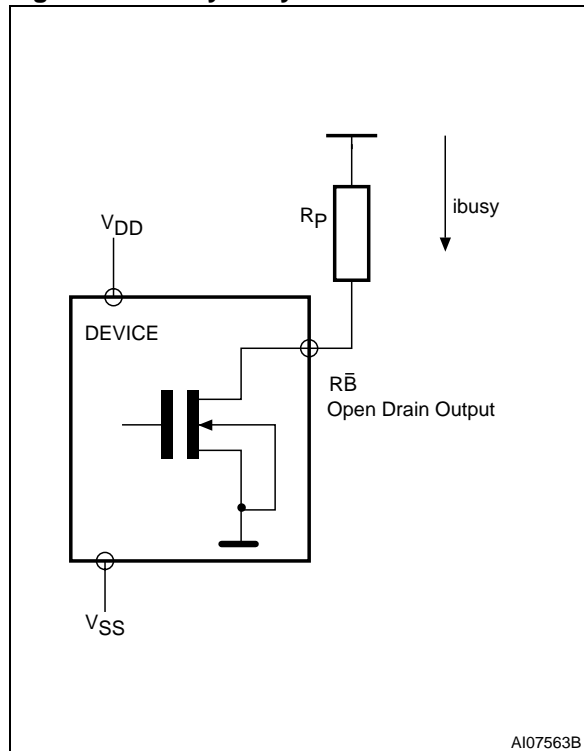 ibusy
RP
VDD
DEVICE
RB̅
Open Drain Output
VSS
AI07563B